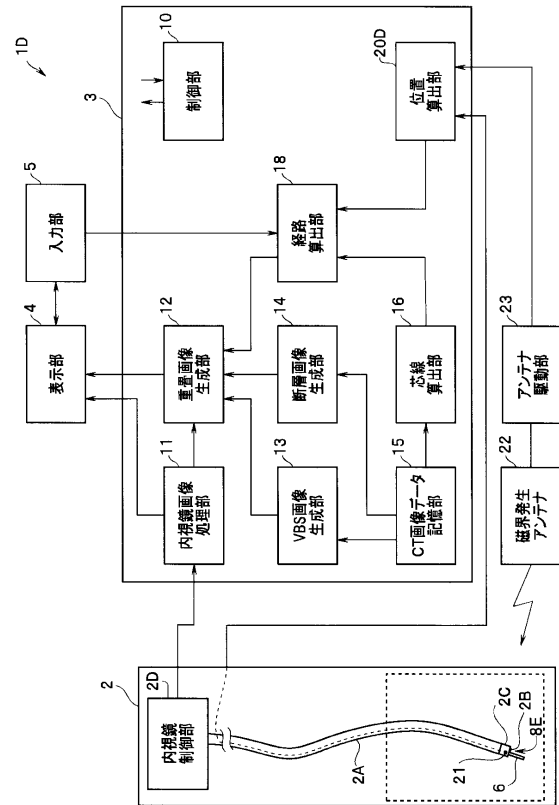 1D
3
制御部
10
位置
算出部
20D
入力部
5
経路
算出部
18
表示部
4
重畳画像
生成部
12
断層画像
生成部
14
芯線
算出部
16
アンテナ
駆動部
23
内視鏡画像
処理部
11
VBS画像
生成部
13
CT画像データ
記憶部
15
磁界発生
アンテナ
22
2
内視鏡
制御部
2D
2A
21
2C
2B
8E
6